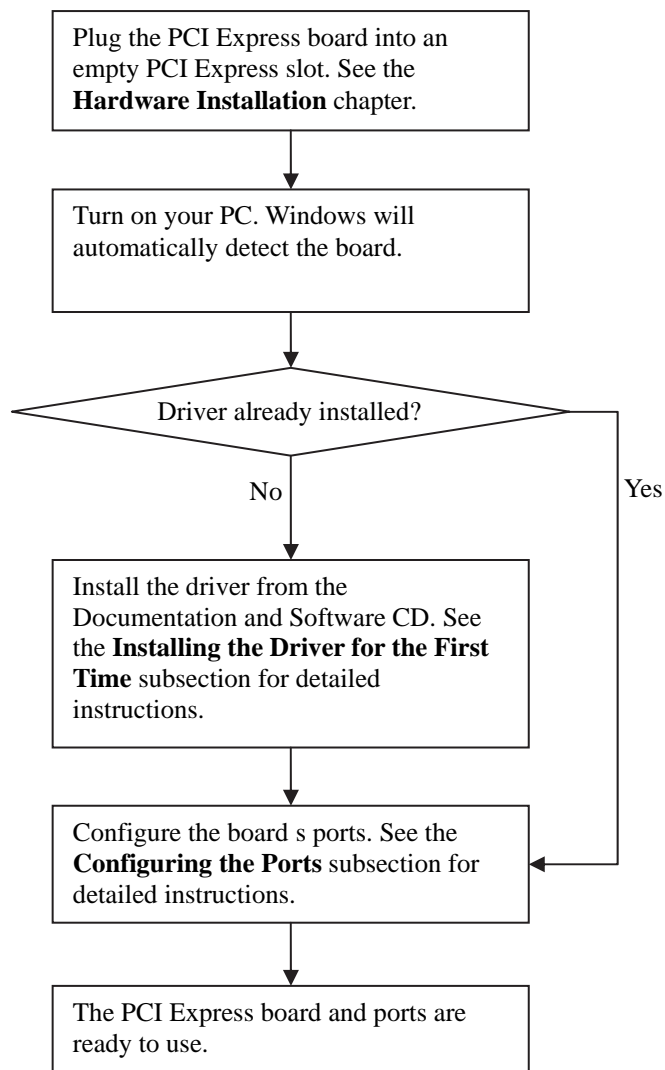 Plug the PCI Express board into an
empty PCI Express slot. See the
Hardware Installation chapter.
Turn on your PC. Windows will
automatically detect the board.
Driver already installed?
No
Yes
Install the driver from the
Documentation and Software CD. See
the Installing the Driver for the First
Time subsection for detailed
instructions.
Configure the board s ports. See the
Configuring the Ports subsection for
detailed instructions.
The PCI Express board and ports are
ready to use.